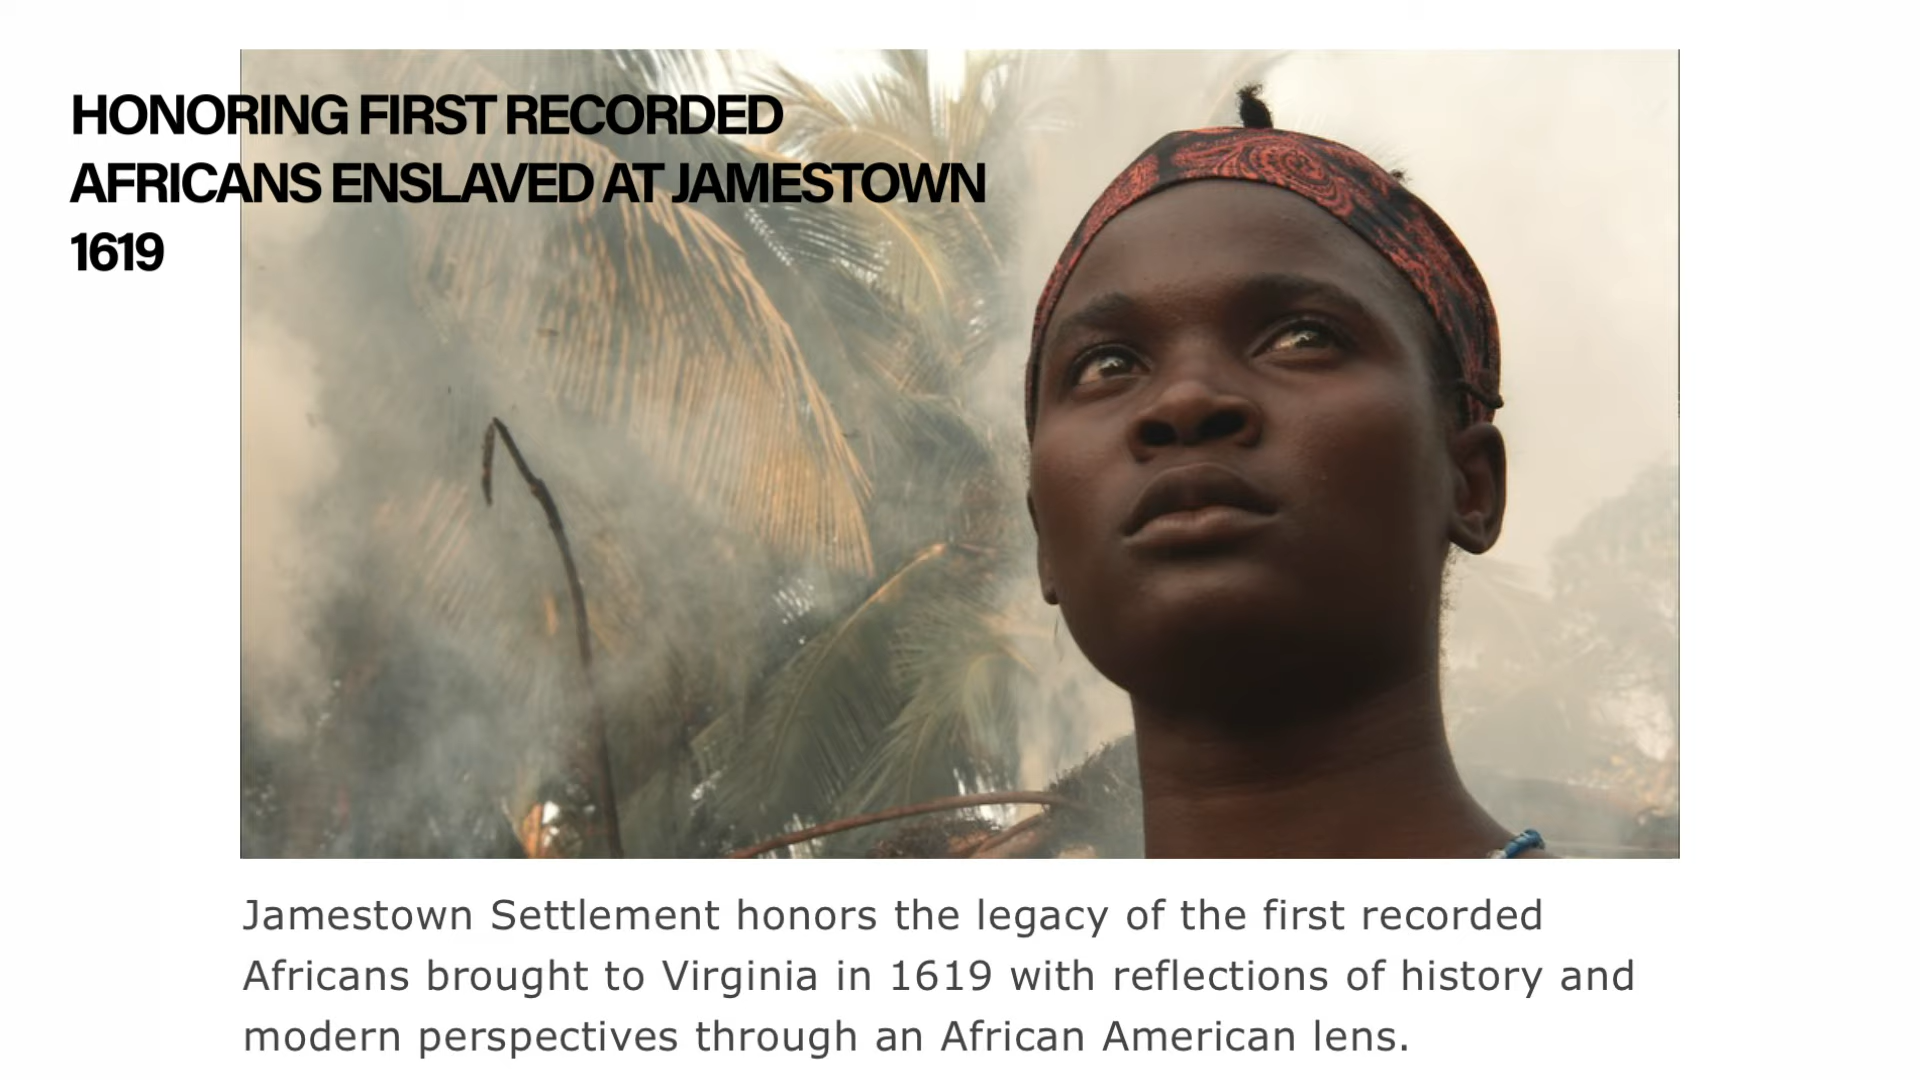 HONORING FIRST RECORDED
AFRICANS ENSLAVED AT JAMESTOWN
1619
Jamestown Settlement honors the legacy of the first recorded
Africans brought to Virginia in 1619 with reflections of history and
modern perspectives through an African American lens.